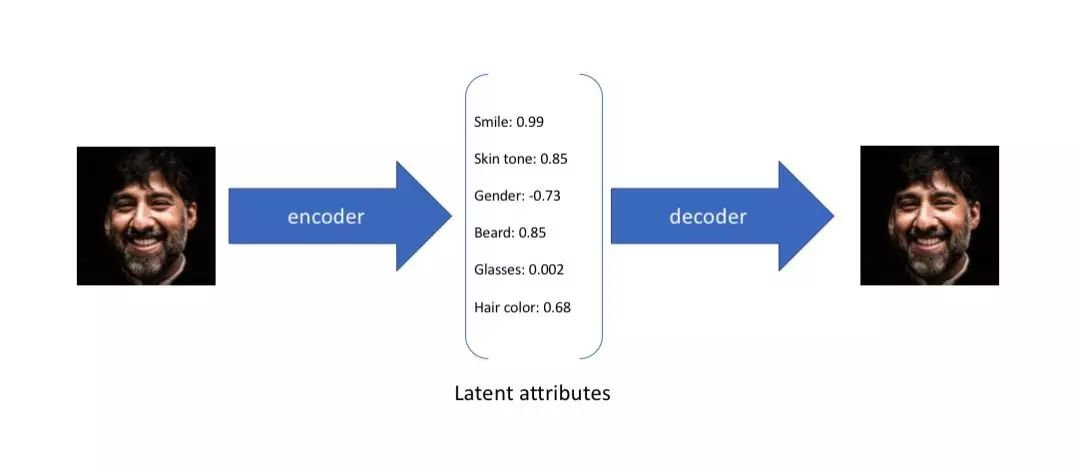 encoder
Smile: 0.99
Skin tone: 0.85
Gender: -0.73
Beard: 0.85
Glasses: 0.002
Hair color: 0.68
decoder
Latent attributes